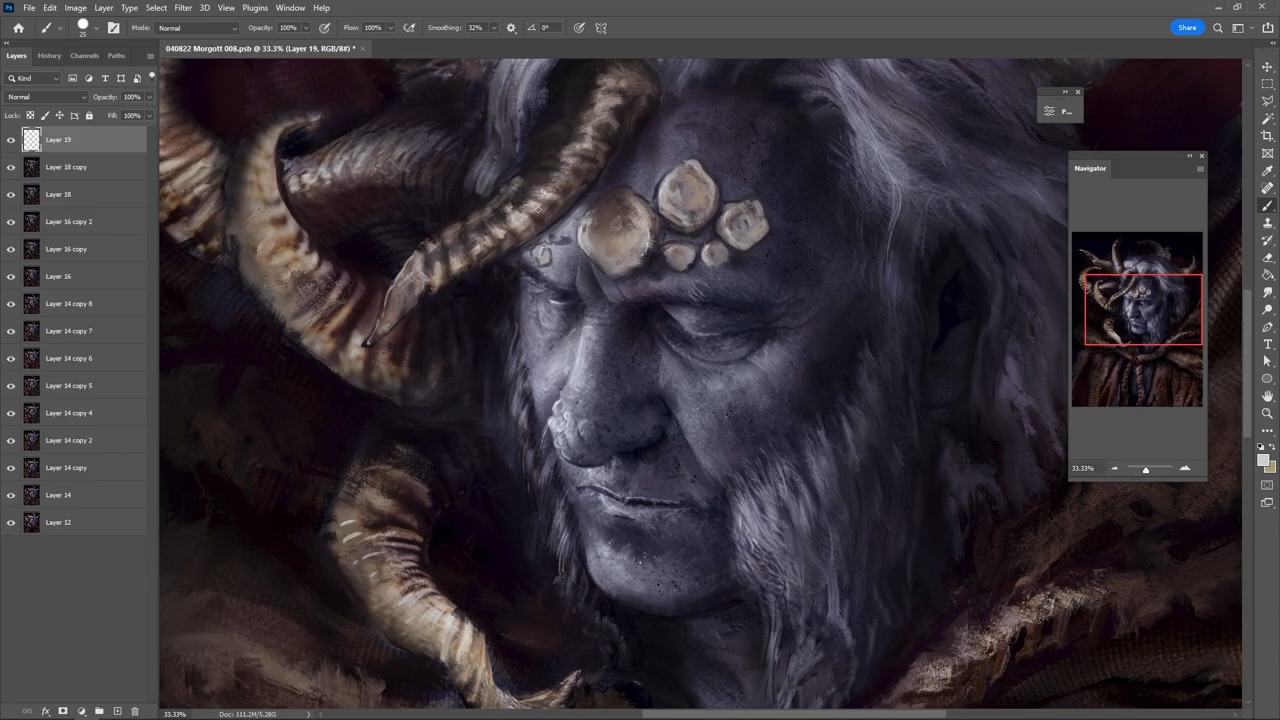 Ps File Edit Image Layer Type Select Filter 3D View Plugins Window Help
25 Mode: Normal Opacity: 100% Flow: 100% Smoothing: 32% 0° Share
Layers History Channels Paths
040822 Morgott 008.psb @ 33.3% (Layer 19, RGB/8#) * ×
Kind
Normal Opacity: 100%
Lock: Fill: 100%
Layer 19
Layer 18 copy
Layer 18
Layer 16 copy 2
Layer 16 copy
Layer 16
Layer 14 copy 8
Layer 14 copy 7
Layer 14 copy 6
Layer 14 copy 5
Layer 14 copy 4
Layer 14 copy 2
Layer 14 copy
Layer 14
Layer 12
P...
Navigator
33.33%
fx 33.33% Doc: 111.2M/5.28G